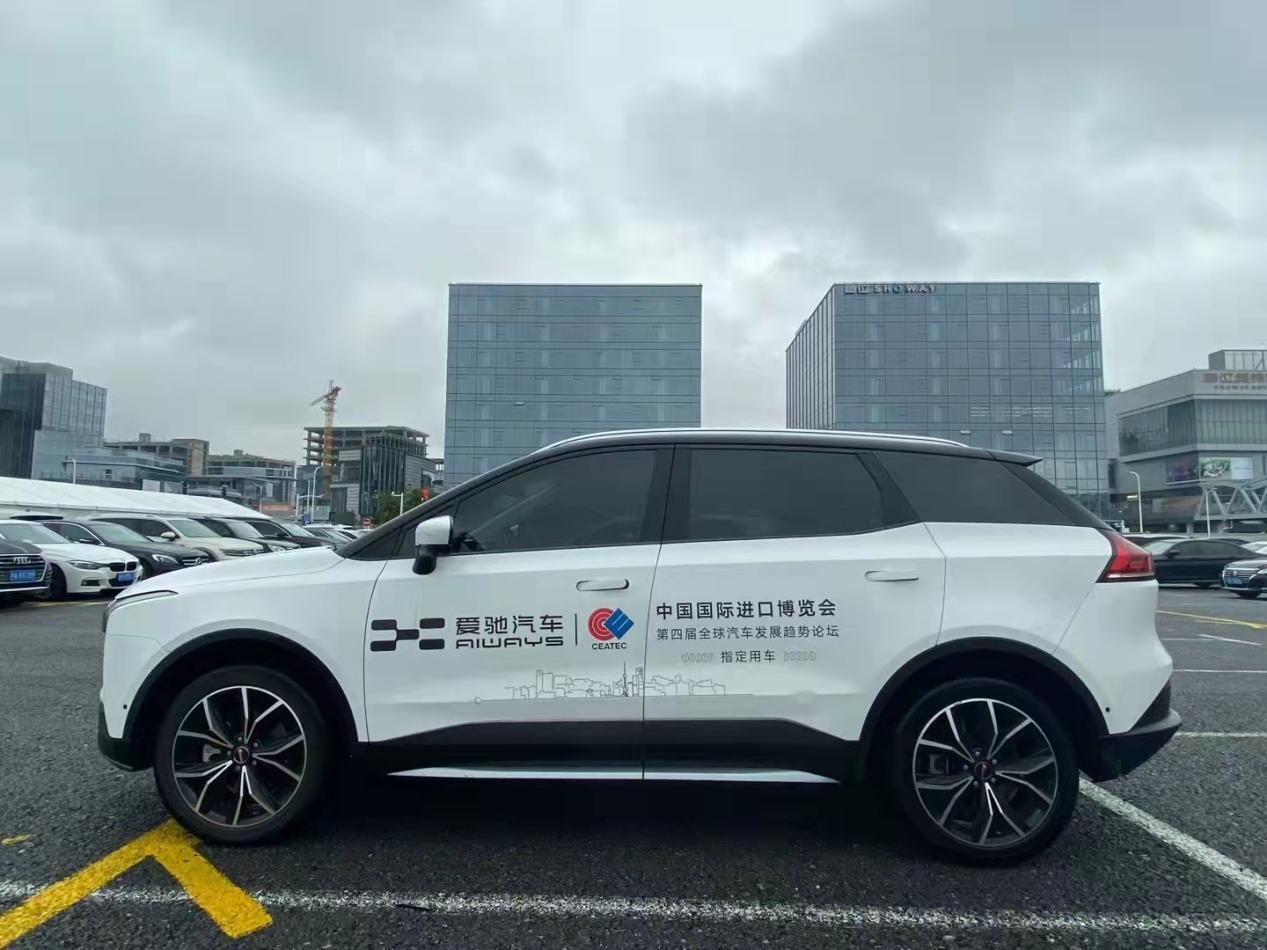 SHOWAY
爱驰汽车
AIWAYS
CEATEC
中国国际进口博览会
第四届全球汽车发展趋势论坛
««« 指定用车 »»»